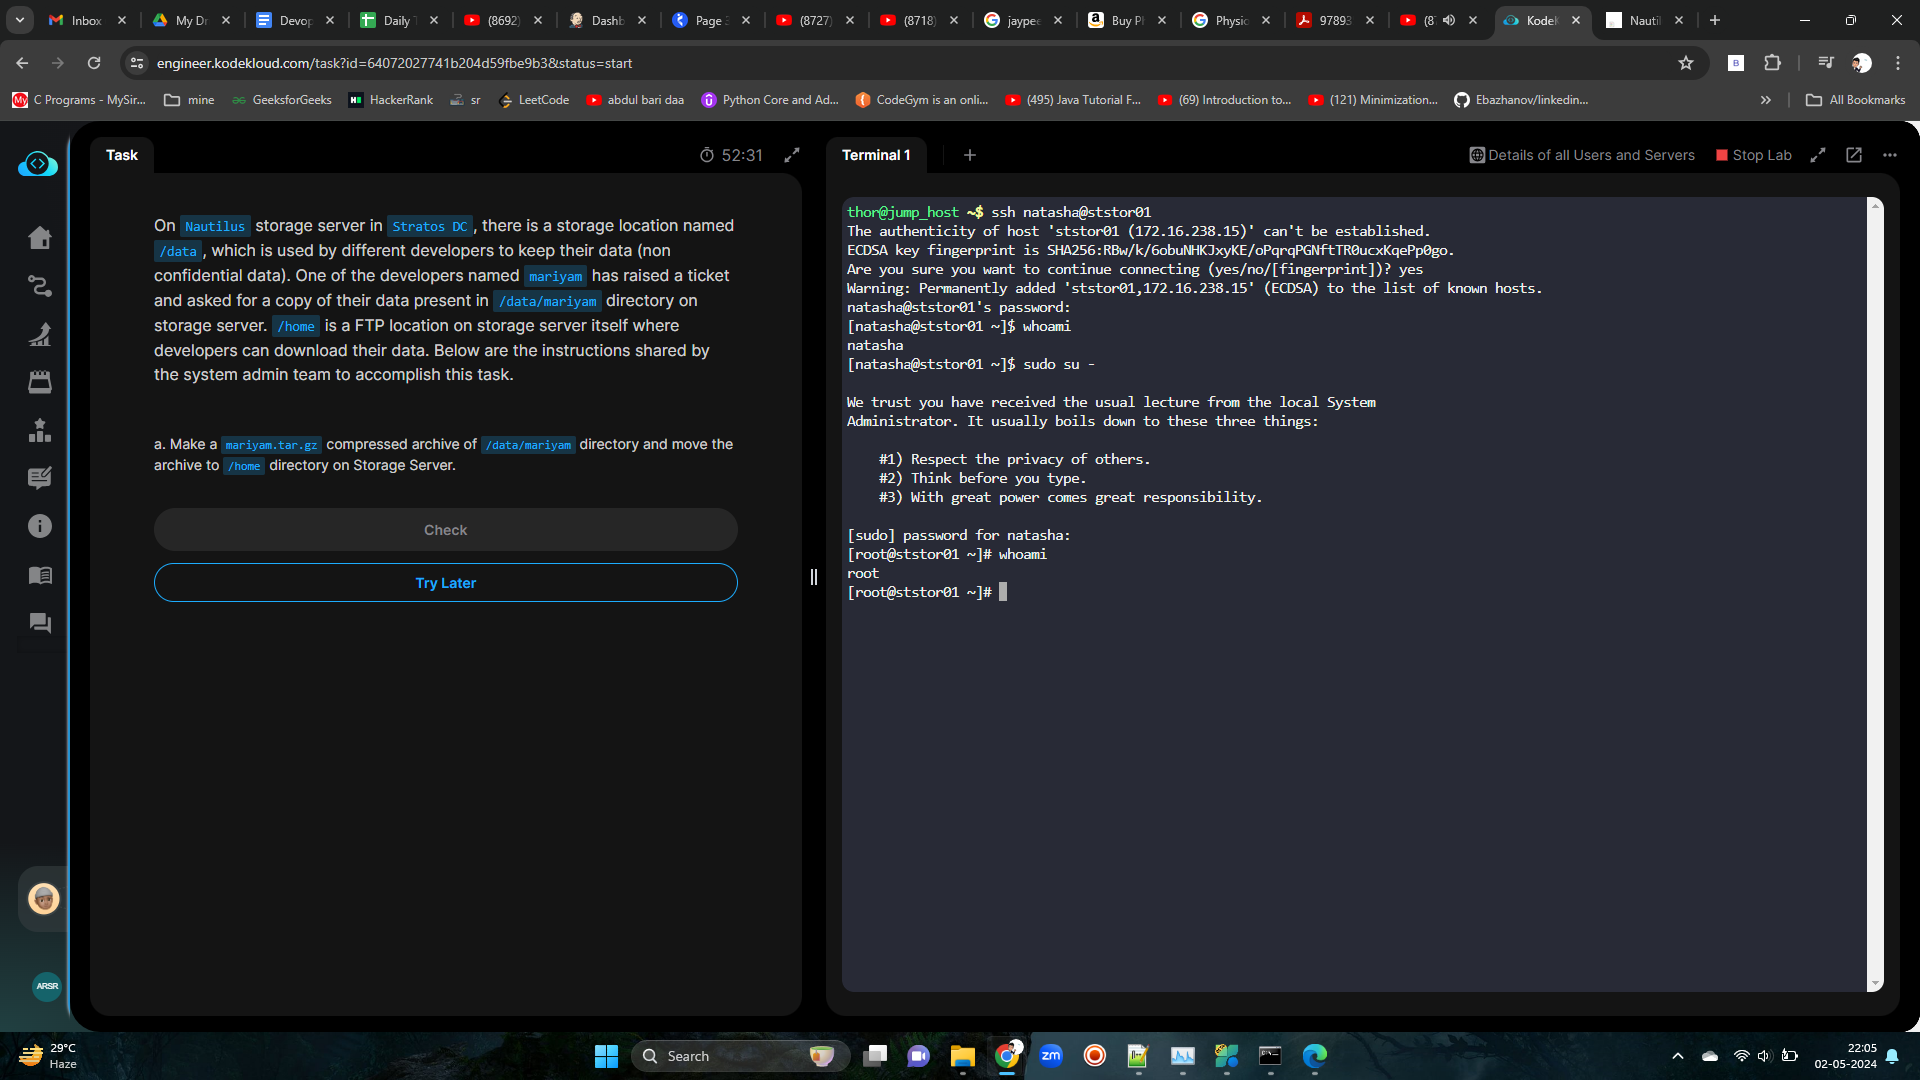 Inbox
My Dr
Devop
Daily T
(8692)
Dashb
Page 3
(8727)
(8718)
jaypee
Buy P
Physic
97893
(8
KodeK
Nautil
engineer.kodekloud.com/task?id=64072027741b204d59fbe9b3&status=start
C Programs - MySir...
mine
GeeksforGeeks
HackerRank
sr
LeetCode
abdul bari daa
Python Core and Ad...
CodeGym is an onli...
(495) Java Tutorial F...
(69) Introduction to...
(121) Minimization...
Ebazhanov/linkedin...
All Bookmarks
Task
52:31
Terminal 1
Details of all Users and Servers
Stop Lab
On Nautilus storage server in Stratos DC, there is a storage location named
/data, which is used by different developers to keep their data (non
confidential data). One of the developers named mariyam has raised a ticket
and asked for a copy of their data present in /data/mariyam directory on
storage server. /home is a FTP location on storage server itself where
developers can download their data. Below are the instructions shared by
the system admin team to accomplish this task.
a. Make a mariyam.tar.gz compressed archive of /data/mariyam directory and move the
archive to /home directory on Storage Server.
Check
Try Later
thor@jump_host ~$ ssh natasha@ststor01
The authenticity of host 'ststor01 (172.16.238.15)' can't be established.
ECDSA key fingerprint is SHA256:RBw/k/6obuNHKJxyKE/oPqrqPGNftTR0ucxKqePp0go.
Are you sure you want to continue connecting (yes/no/[fingerprint])? yes
Warning: Permanently added 'ststor01,172.16.238.15' (ECDSA) to the list of known hosts.
natasha@ststor01's password:
[natasha@ststor01 ~]$ whoami
natasha
[natasha@ststor01 ~]$ sudo su -
We trust you have received the usual lecture from the local System
Administrator. It usually boils down to these three things:
#1) Respect the privacy of others.
#2) Think before you type.
#3) With great power comes great responsibility.
[sudo] password for natasha:
[root@ststor01 ~]# whoami
root
[root@ststor01 ~]#
ARSR
29°C
Haze
Search
zm
22:05
02-05-2024